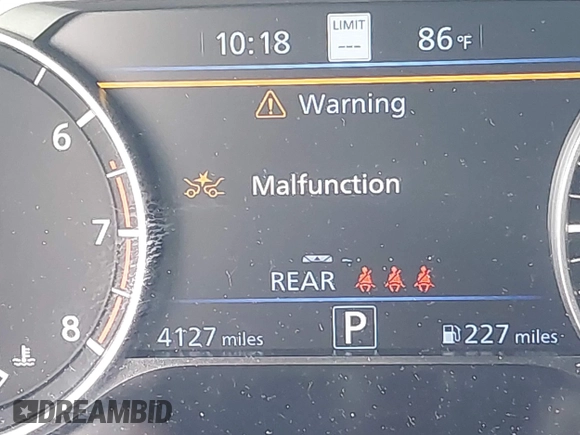 10:18
LIMIT
---
86°F
Warning
6
Malfunction
7
REAR
8
4127 miles
P
227 miles
DREAMBID